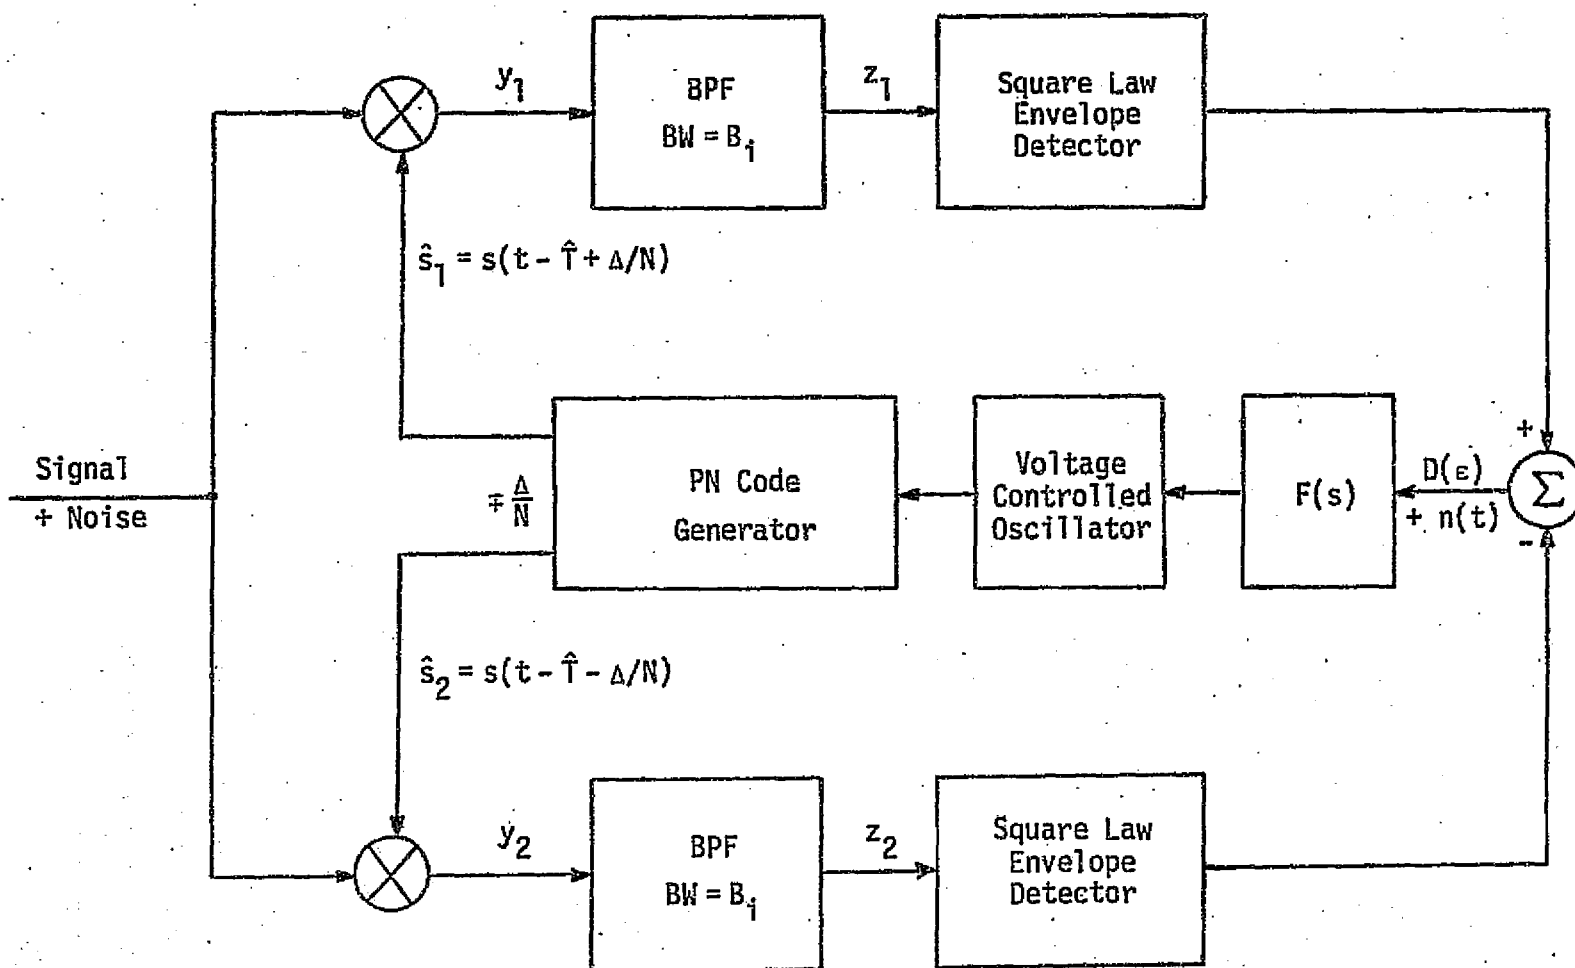 y₁
BPF
BW = Bᵢ
z₁
Square Law
Envelope
Detector
ŝ₁ = s(t - T̂ + Δ/N)
+
Signal
+ Noise
∓ Δ/N
PN Code
Generator
Voltage
Controlled
Oscillator
F(s)
D(ε)
+ n(t)
Σ
-
ŝ₂ = s(t - T̂ - Δ/N)
y₂
BPF
BW = Bᵢ
z₂
Square Law
Envelope
Detector